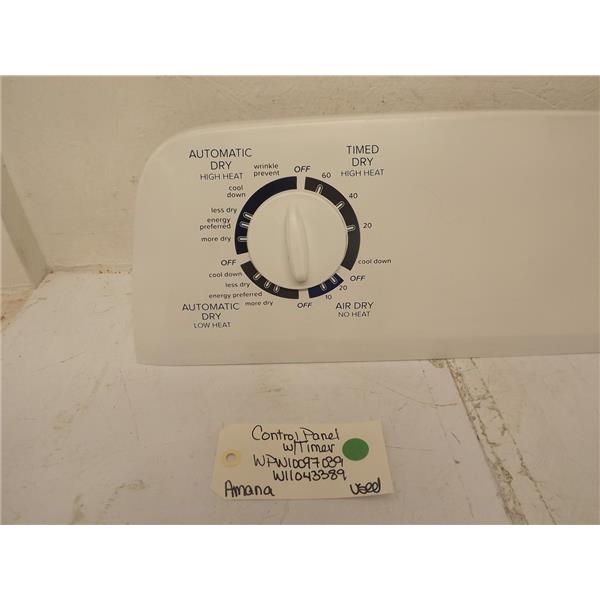 AUTOMATIC
DRY
HIGH HEAT
wrinkle
prevent
OFF
TIMED
DRY
HIGH HEAT
60
40
20
cool down
OFF
20
10
AIR DRY
NO HEAT
OFF
cool
down
less dry
energy
preferred
more dry
OFF
cool down
less dry
energy preferred
more dry
AUTOMATIC
DRY
LOW HEAT
Control Panel
w/Timer
WPW10097039
W11043389
Amana
Used